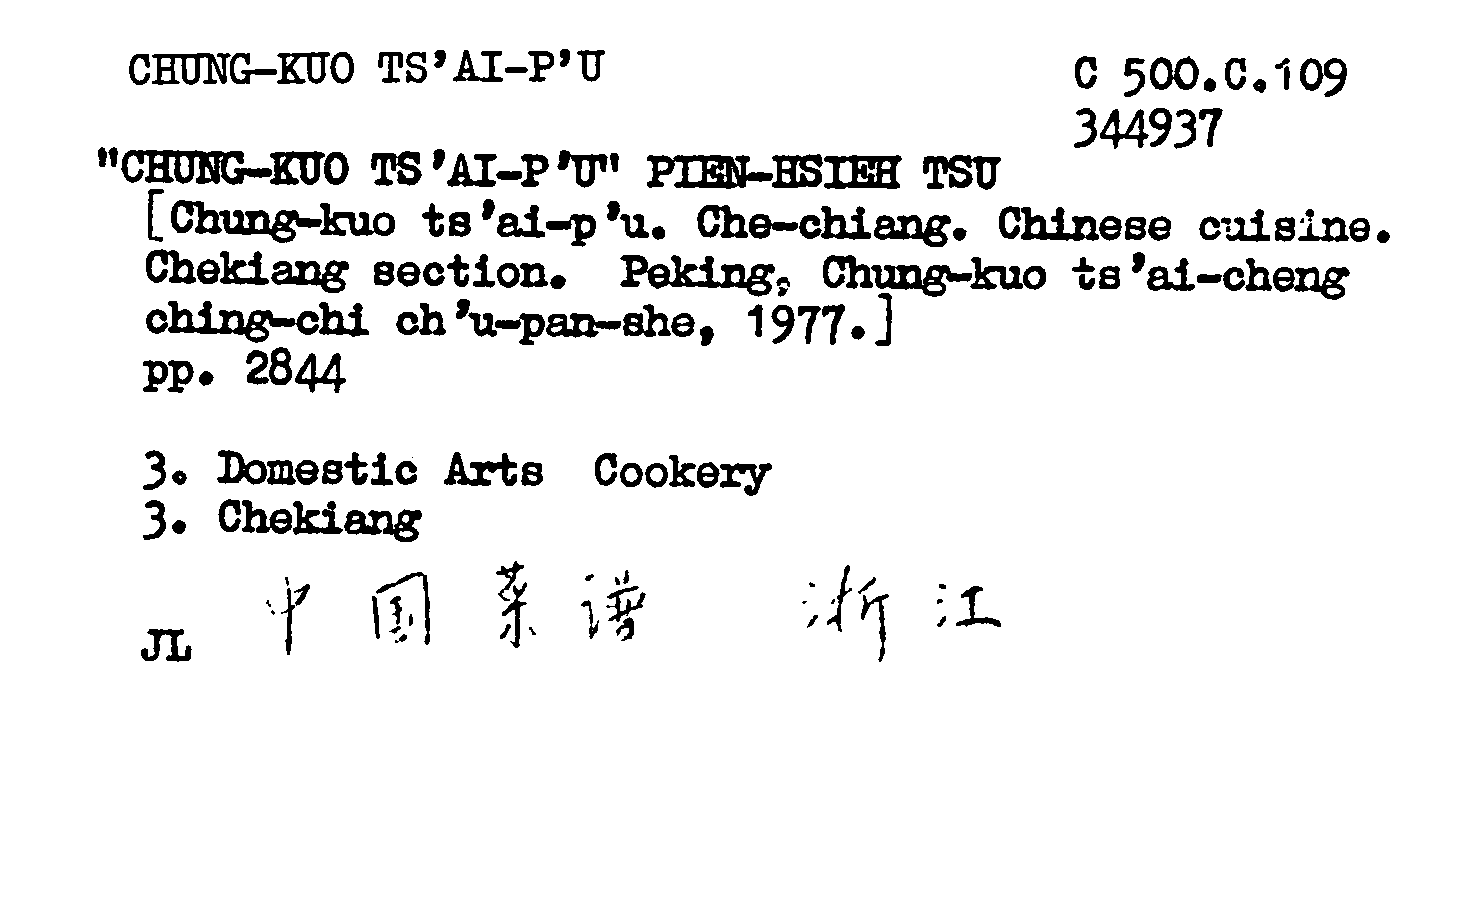 CHUNG-KUO TS'AI-P'U
C 500.C.109
344937
"CHUNG-KUO TS'AI-P'U" PIEN-HSIEH TSU
[Chung-kuo ts'ai-p'u. Che-chiang. Chinese cuisine.
Chekiang section. Peking, Chung-kuo ts'ai-cheng
ching-chi ch'u-pan-she, 1977.]
pp. 2844
3. Domestic Arts Cookery
3. Chekiang
中国菜谱 浙江
JL